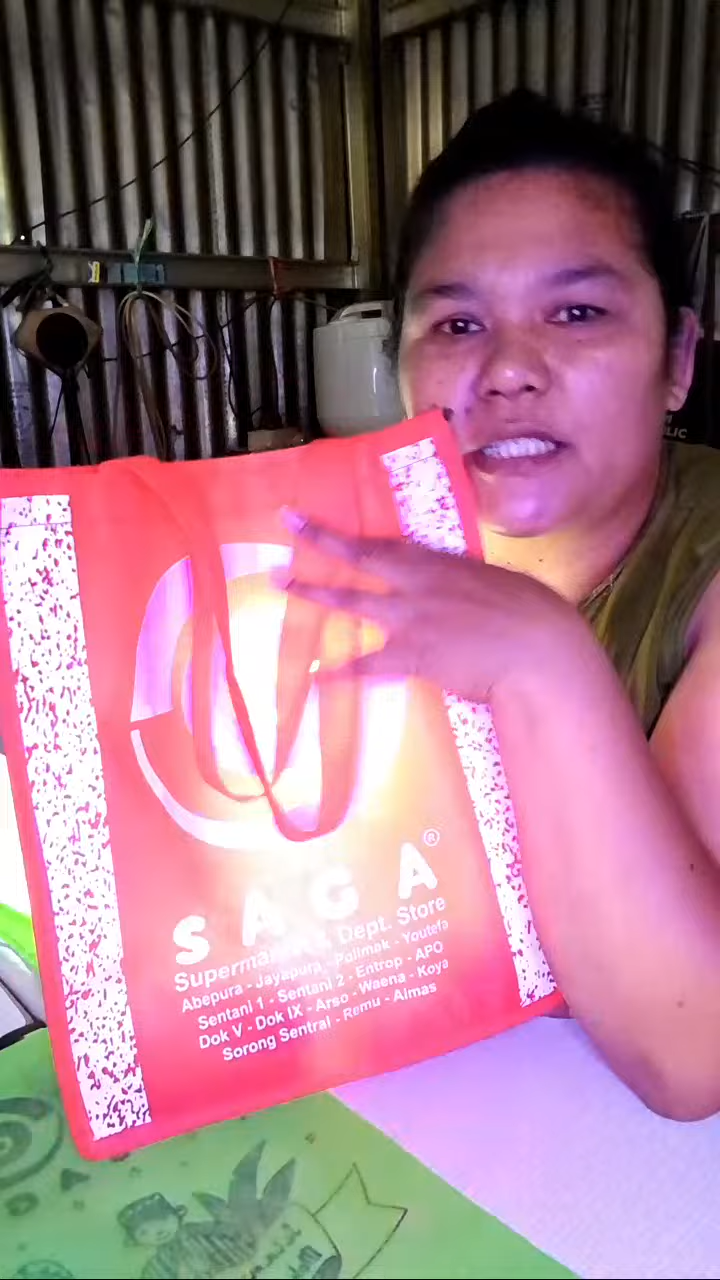 SAGA®
Supermarket & Dept. Store
Abepura - Jayapura - Polimak - Youtefa
Sentani 1 - Sentani 2 - Entrop - APO
Dok V - Dok IX - Arso - Waena - Koya
Sorong Sentral - Remu - Aimas